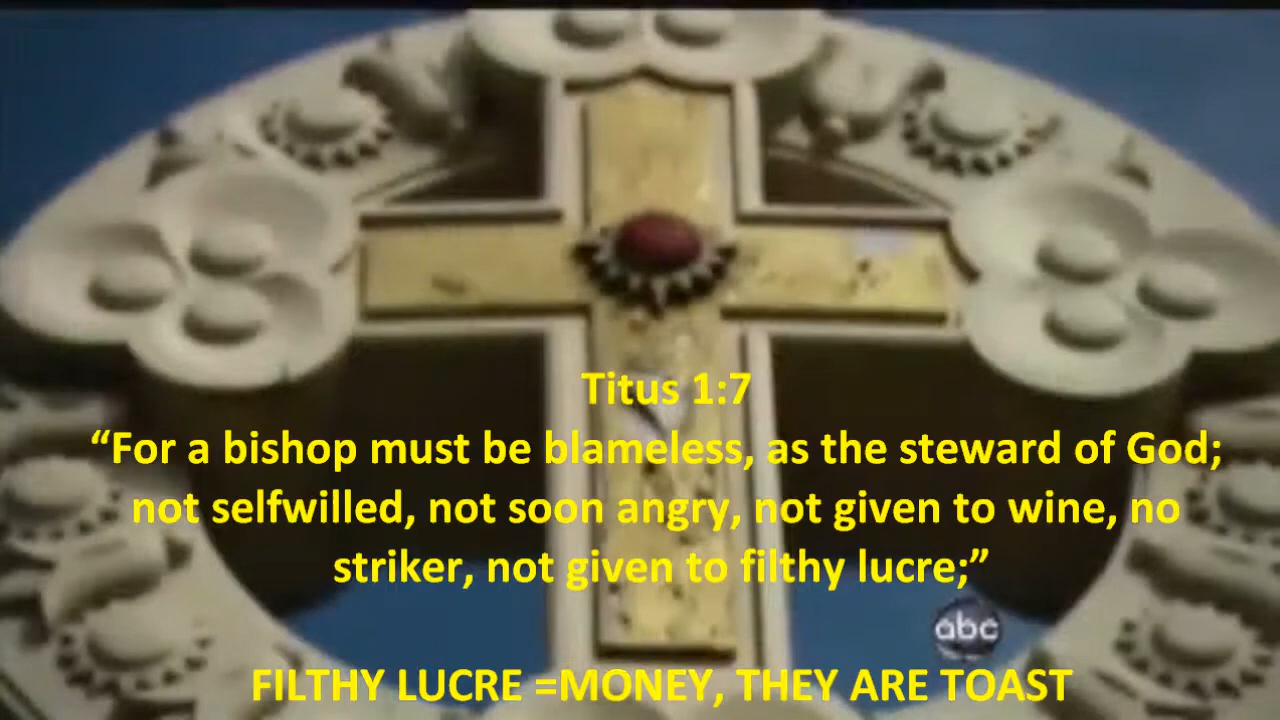 Titus 1:7
“For a bishop must be blameless, as the steward of God;
not selfwilled, not soon angry, not given to wine, no
striker, not given to filthy lucre;”
abc
FILTHY LUCRE =MONEY, THEY ARE TOAST